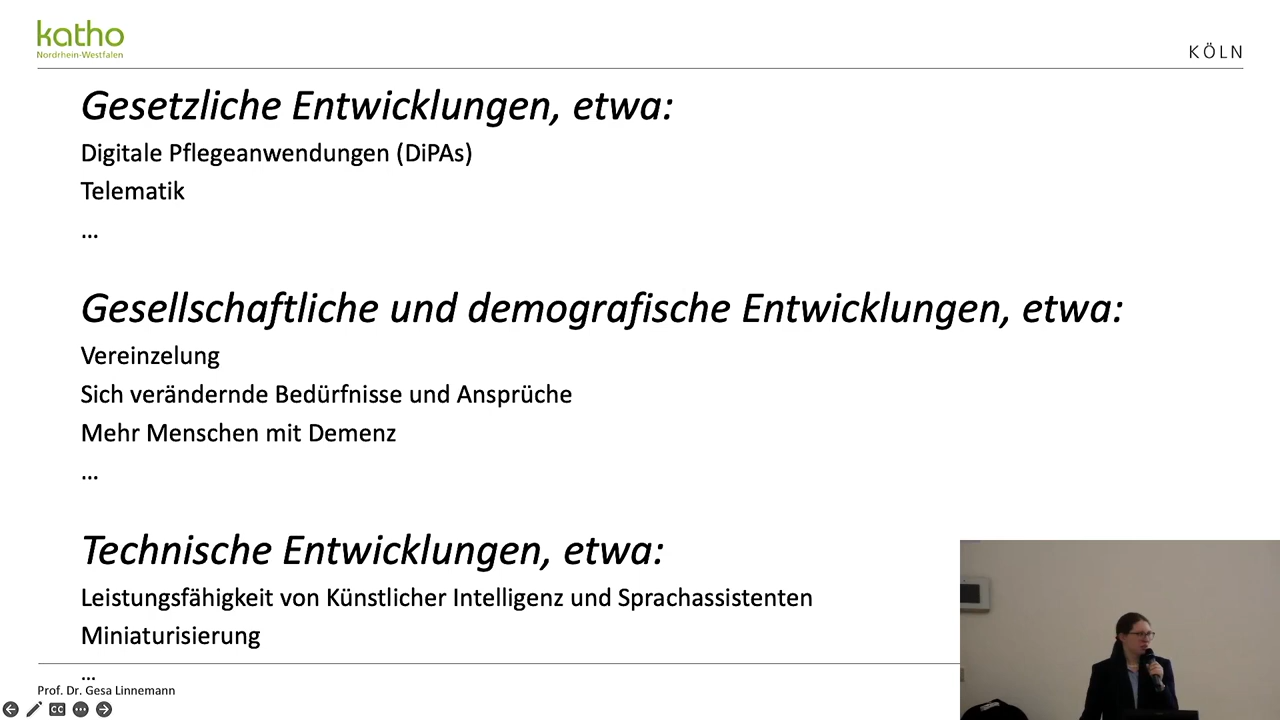 katho
Nordrhein-Westfalen
KÖLN
Gesetzliche Entwicklungen, etwa:
Digitale Pflegeanwendungen (DiPAs)
Telematik
...
Gesellschaftliche und demografische Entwicklungen, etwa:
Vereinzelung
Sich verändernde Bedürfnisse und Ansprüche
Mehr Menschen mit Demenz
...
Technische Entwicklungen, etwa:
Leistungsfähigkeit von Künstlicher Intelligenz und Sprachassistenten
Miniaturisierung
...
Prof. Dr. Gesa Linnemann
CC